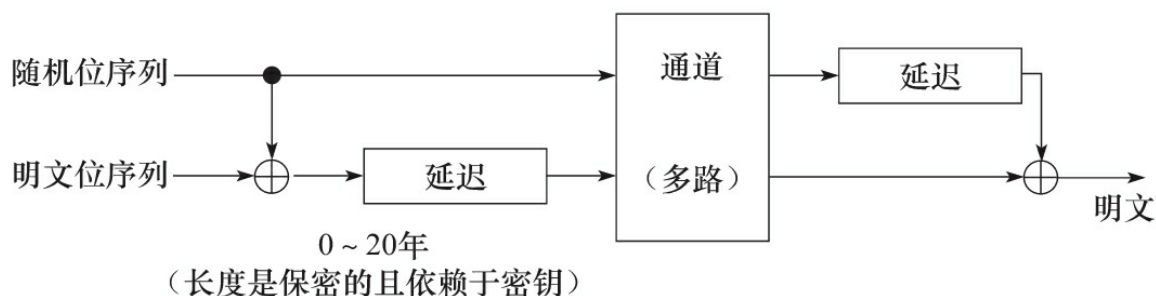 随机位序列
通道
延迟
明文位序列
延迟
（多路）
明文
0～20年
（长度是保密的且依赖于密钥）